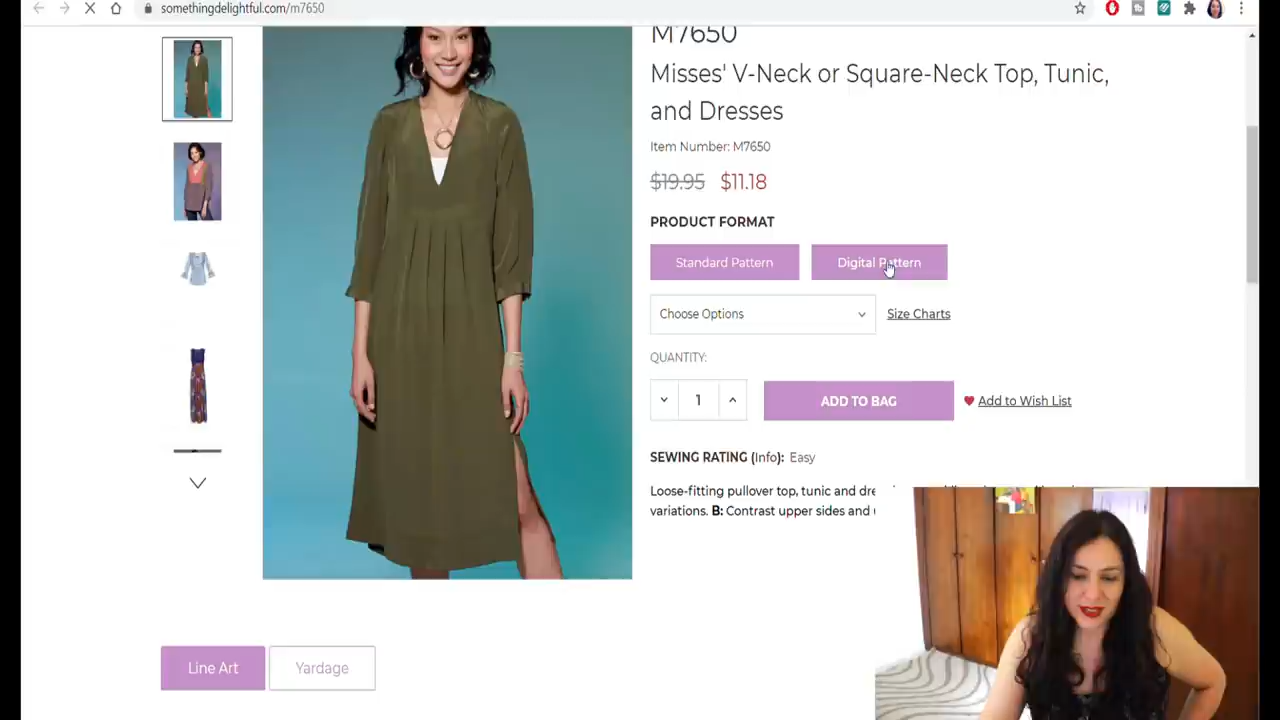 somethingdelightful.com/m7650
M7650
Misses' V-Neck or Square-Neck Top, Tunic,
and Dresses
Item Number: M7650
$19.95 $11.18
PRODUCT FORMAT
Standard Pattern Digital Pattern
Choose Options Size Charts
QUANTITY:
1 ADD TO BAG Add to Wish List
SEWING RATING (Info): Easy
Loose-fitting pullover top, tunic and
variations. B: Contrast upper sides and
Line Art Yardage